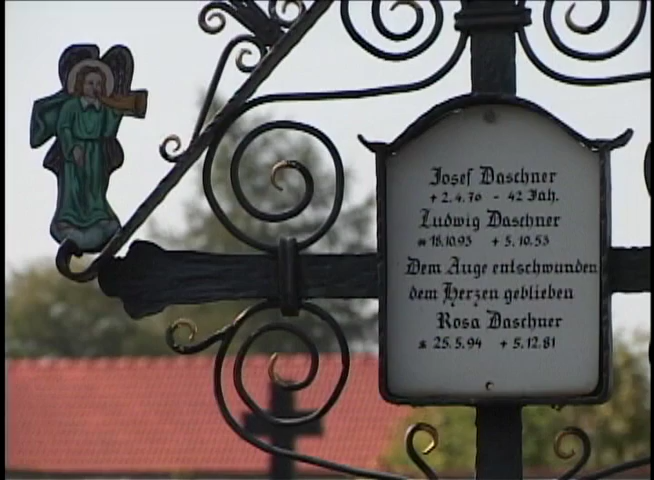 Josef Daschner
+ 2.4.76 - 42 Jah.
Ludwig Daschner
* 18.10.93 + 5.10.53
Dem Auge entschwunden
dem Herzen geblieben
Rosa Daschner
* 25.5.94 + 5.12.81